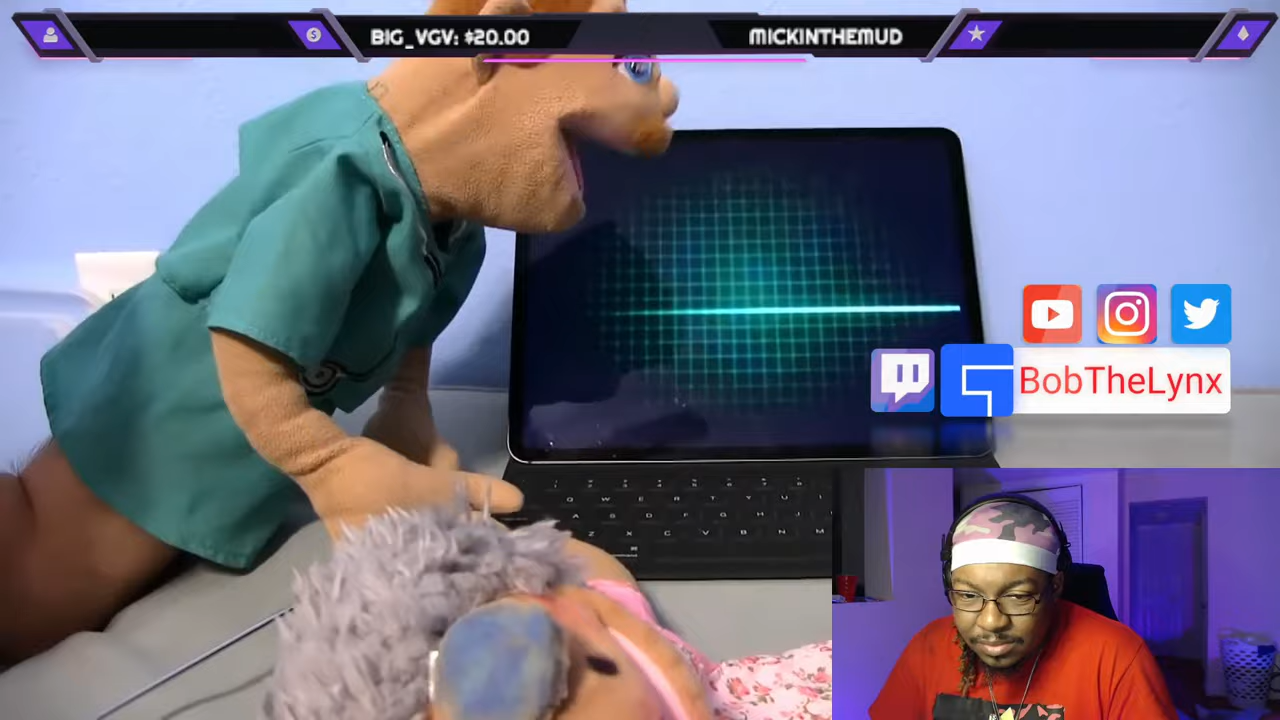 BIG_VGV: $20.00
MICKINTHEMUD
BobTheLynx
Q W E R T Y U
A S D F G H J
Z X C V B N M